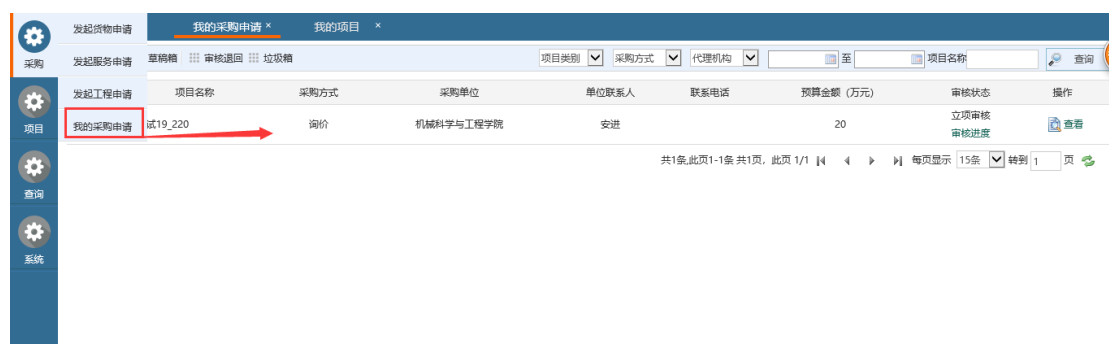 采购
项目
查询
系统
发起货物申请
发起服务申请
发起工程申请
我的采购申请
我的采购申请 ×
我的项目 ×
草稿箱 审核退回 垃圾箱 项目类别 采购方式 代理机构 至 项目名称 查询
项目名称 采购方式 采购单位 单位联系人 联系电话 预算金额（万元） 审核状态 操作
试19_220 询价 机械科学与工程学院 安进 20 立项审核 查看
审核进度
共1条,此页1-1条 共1页, 此页 1/1 每页显示 15条 转到 1 页